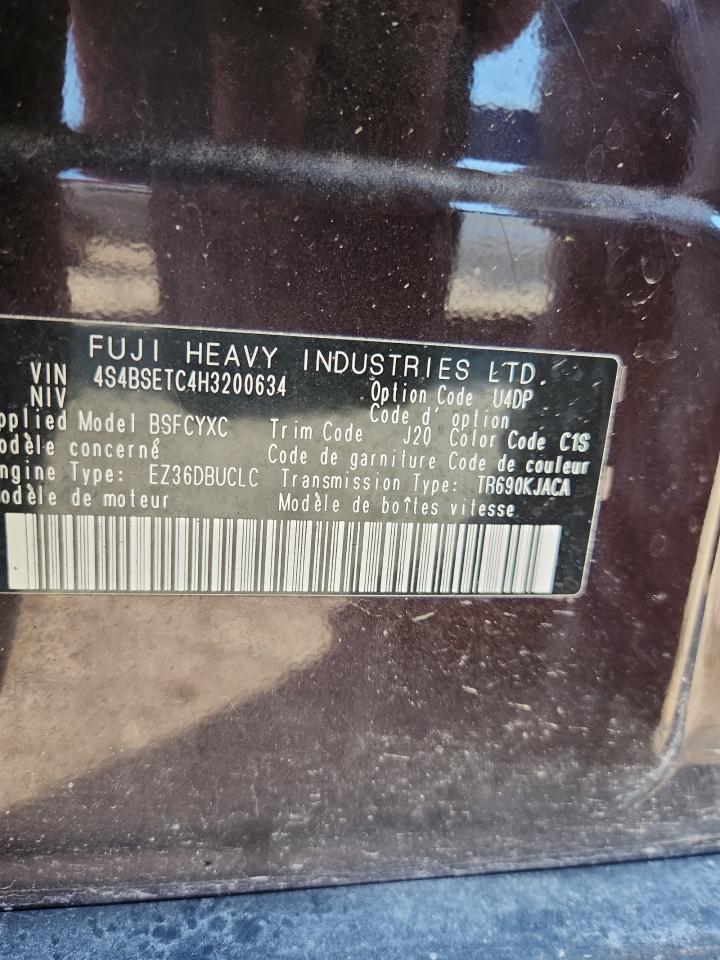 FUJI HEAVY INDUSTRIES LTD.
VIN 4S4BSETC4H3200634 Option Code U4DP
NIV Code d' option
pplied Model BSFCYXC Trim Code J20 Color Code C1S
odèle concerné Code de garniture Code de couleur
ngine Type: EZ36DBUCLC Transmission Type: TR690KJACA
odèle de moteur Modèle de boîtes vitesse.